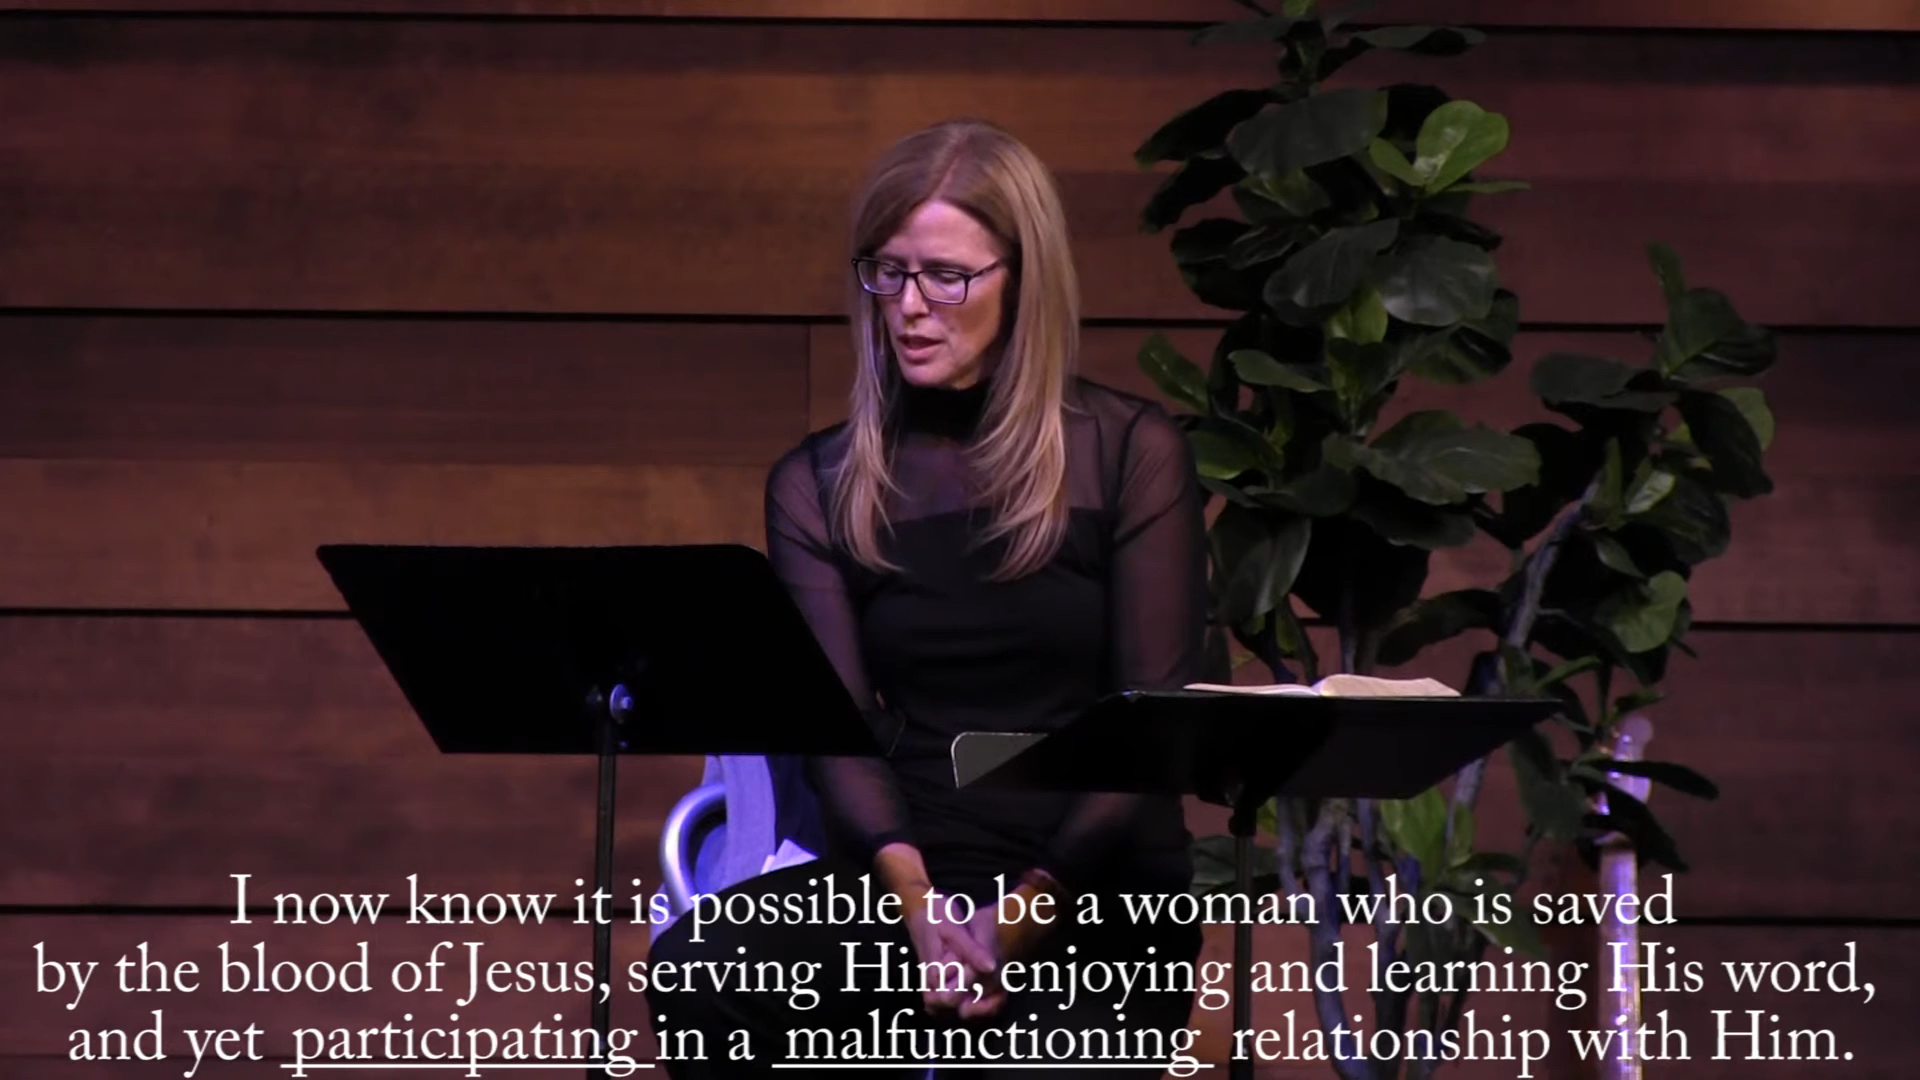 I now know it is possible to be a woman who is saved
by the blood of Jesus, serving Him, enjoying and learning His word,
and yet participating in a malfunctioning relationship with Him.